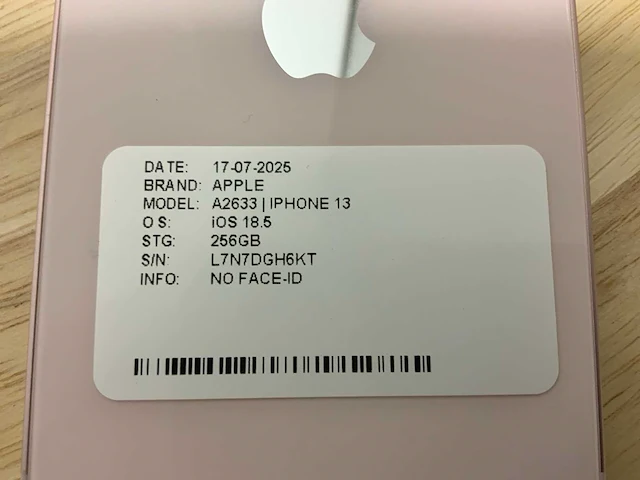 DATE: 17-07-2025
BRAND: APPLE
MODEL: A2633 | IPHONE 13
OS: iOS 18.5
STG: 256GB
S/N: L7N7DGH6KT
INFO: NO FACE-ID